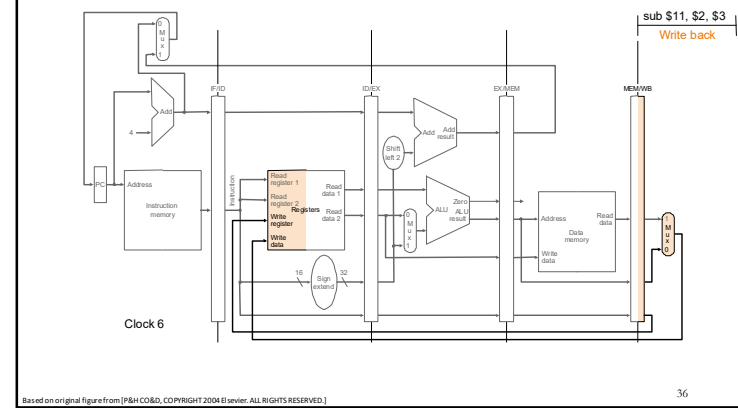 sub $11, $2, $3
Write back
0
M
u
x
1
IF/ID
ID/EX
EX/MEM
MEM/WB
Add
4
Add
Add
result
Shift
left 2
PC
Address
Instruction
memory
Instruction
Read
register 1
Read
register 2
Registers
Write
register
Write
data
Read
data 1
Read
data 2
0
M
u
x
1
Zero
ALU
ALU
result
Address
Read
data
Data
memory
Write
data
1
M
u
x
0
16
Sign
extend
32
Clock 6
Based on original figure from [P&H CO&D, COPYRIGHT 2004 Elsevier. ALL RIGHTS RESERVED.]
36